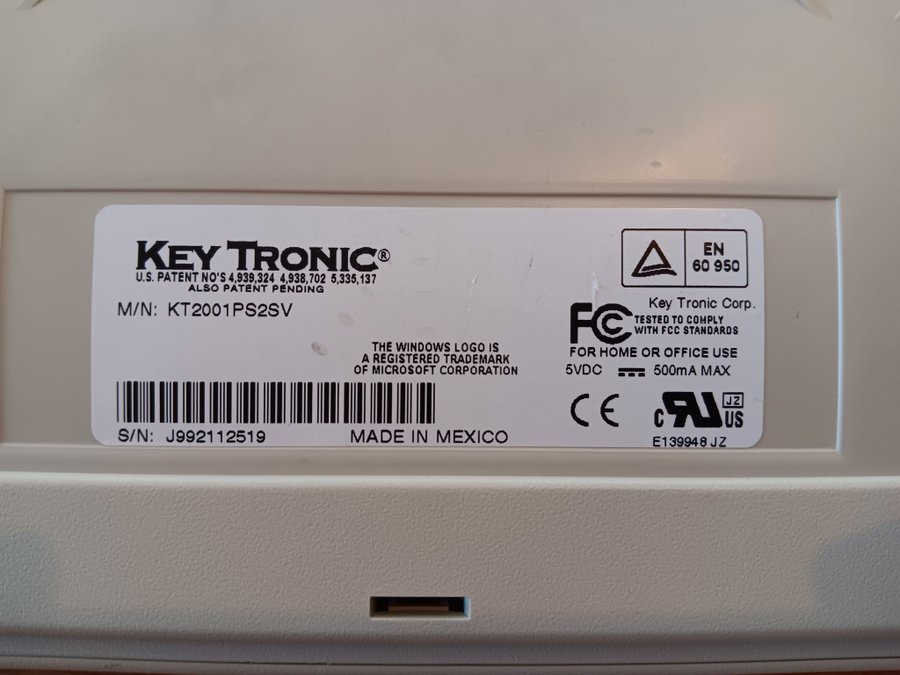 KEY TRONIC®
U.S. PATENT NO'S 4,939,324 4,938,702 5,335,137
ALSO PATENT PENDING
M/N: KT2001PS2SV
THE WINDOWS LOGO IS
A REGISTERED TRADEMARK
OF MICROSOFT CORPORATION
S/N: J992112519
MADE IN MEXICO
EN
60 950
Key Tronic Corp.
FC TESTED TO COMPLY
WITH FCC STANDARDS
FOR HOME OR OFFICE USE
5VDC 500mA MAX
CE
c RU US JZ
E139948 JZ